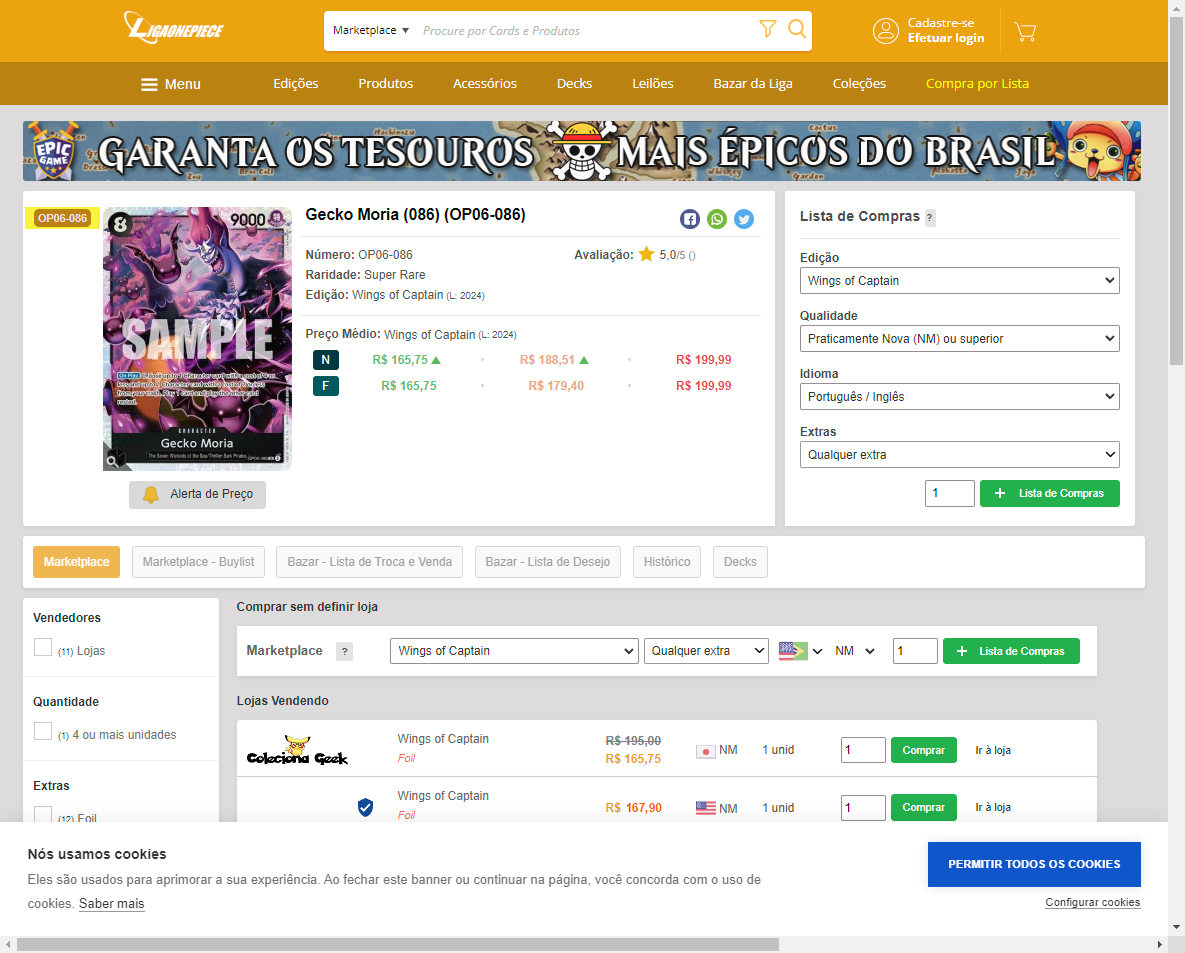 LIGAONEPIECE
Marketplace ▼ Procure por Cards e Produtos
Cadastre-se
Efetuar login
Menu Edições Produtos Acessórios Decks Leilões Bazar da Liga Coleções Compra por Lista
EPIC GAME GARANTA OS TESOUROS MAIS ÉPICOS DO BRASIL
OP06-086
8 9000
SAMPLE
CHARACTER
Gecko Moria
The Seven Warlords of the Sea/Thriller Bark Pirates
Alerta de Preço
Gecko Moria (086) (OP06-086)
Número: OP06-086
Avaliação: 5,0/5 ()
Raridade: Super Rare
Edição: Wings of Captain (L: 2024)
Preço Médio: Wings of Captain (L: 2024)
N R$ 165,75 R$ 188,51 R$ 199,99
F R$ 165,75 R$ 179,40 R$ 199,99
Lista de Compras ?
Edição
Wings of Captain
Qualidade
Praticamente Nova (NM) ou superior
Idioma
Português / Inglês
Extras
Qualquer extra
1 + Lista de Compras
Marketplace Marketplace - Buylist Bazar - Lista de Troca e Venda Bazar - Lista de Desejo Histórico Decks
Vendedores
(11) Lojas
Quantidade
(1) 4 ou mais unidades
Extras
(12) Foil
Comprar sem definir loja
Marketplace ? Wings of Captain Qualquer extra NM 1 + Lista de Compras
Lojas Vendendo
Coleciona Geek
Wings of Captain
Foil
R$ 195,00
R$ 165,75
NM 1 unid 1 Comprar Ir à loja
Wings of Captain
Foil
R$ 167,90 NM 1 unid 1 Comprar Ir à loja
Nós usamos cookies
Eles são usados para aprimorar a sua experiência. Ao fechar este banner ou continuar na página, você concorda com o uso de
cookies. Saber mais
PERMITIR TODOS OS COOKIES
Configurar cookies